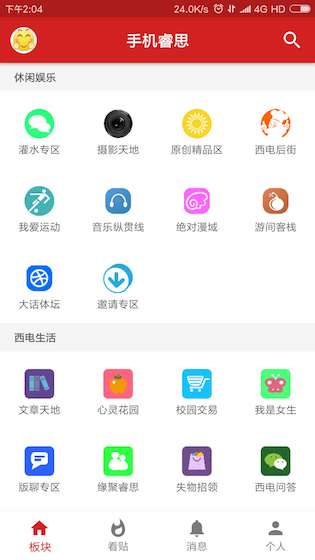 下午2:04 24.0K/s 4G HD
手机睿思
休闲娱乐
灌水专区 摄影天地 原创精品区 西电后街
我爱运动 音乐纵贯线 绝对漫域 游间客栈
大话体坛 邀请专区
西电生活
文章天地 心灵花园 校园交易 我是女生
版聊专区 缘聚睿思 失物招领 西电问答
板块 看贴 消息 个人